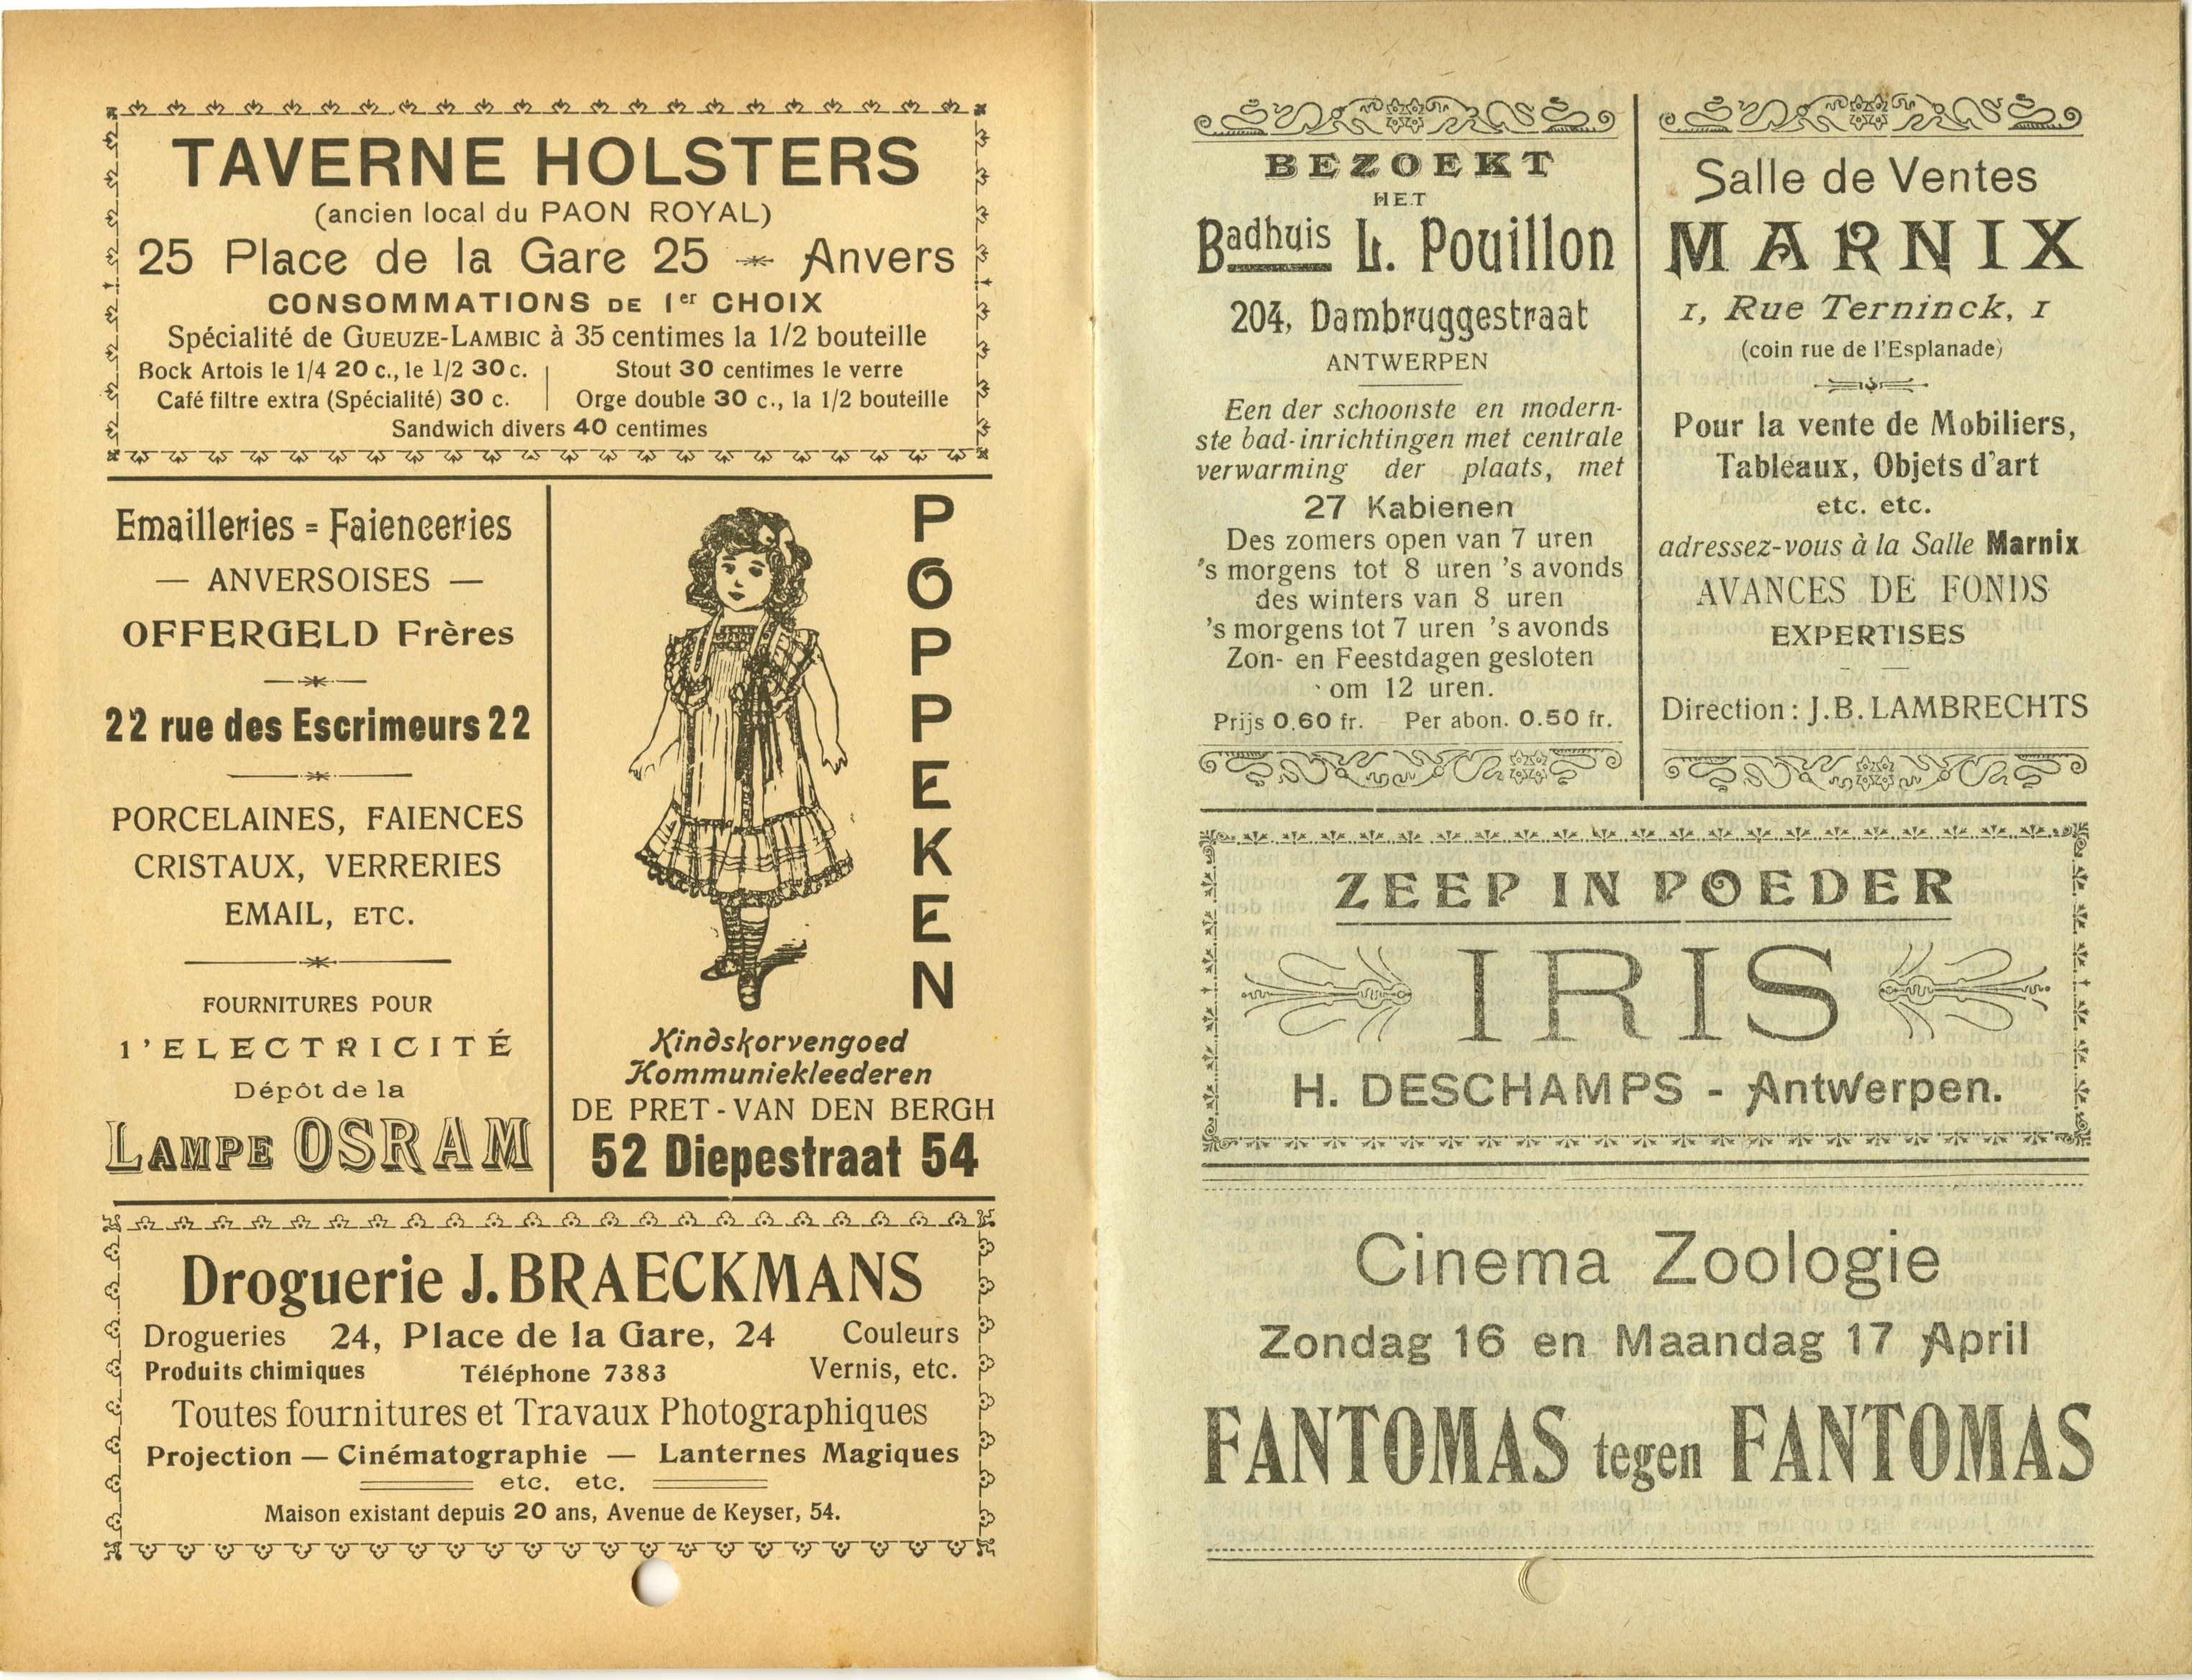 TAVERNE HOLSTERS
(ancien local du PAON ROYAL)
25 Place de la Gare 25 Anvers
CONSOMMATIONS DE 1er CHOIX
Spécialité de GUEUZE-LAMBIC à 35 centimes la 1/2 bouteille
Bock Artois le 1/4 20 c., le 1/2 30 c.
Café filtre extra (Spécialité) 30 c.
Stout 30 centimes le verre
Orge double 30 c., la 1/2 bouteille
Sandwich divers 40 centimes
Emailleries = Faienceries
— ANVERSOISES —
OFFERGELD Frères
22 rue des Escrimeurs 22
PORCELAINES, FAIENCES
CRISTAUX, VERRERIES
EMAIL, ETC.
FOURNITURES POUR
l'ELECTRICITÉ
Dépôt de la
LAMPE OSRAM
POPPEKEN
Kindskorvengoed
Kommuniekleederen
DE PRET - VAN DEN BERGH
52 Diepestraat 54
Droguerie J. BRAECKMANS
Drogueries 24, Place de la Gare, 24 Couleurs
Produits chimiques Téléphone 7383 Vernis, etc.
Toutes fournitures et Travaux Photographiques
Projection — Cinématographie — Lanternes Magiques
etc. etc.
Maison existant depuis 20 ans, Avenue de Keyser, 54.
BEZOEKT
HET
Badhuis L. Pouillon
204, Dambruggestraat
ANTWERPEN
Een der schoonste en modern-
ste bad-inrichtingen met centrale
verwarming der plaats, met
27 Kabienen
Des zomers open van 7 uren
's morgens tot 8 uren 's avonds
des winters van 8 uren
's morgens tot 7 uren 's avonds
Zon- en Feestdagen gesloten
om 12 uren.
Prijs 0.60 fr. Per abon. 0.50 fr.
Salle de Ventes
MARNIX
1, Rue Terninck, 1
(coin rue de l'Esplanade)
Pour la vente de Mobiliers,
Tableaux, Objets d'art
etc. etc.
adressez-vous à la Salle Marnix
AVANCES DE FONDS
EXPERTISES
Direction : J.B. LAMBRECHTS
ZEEP IN POEDER
IRIS
H. DESCHAMPS - Antwerpen.
Cinema Zoologie
Zondag 16 en Maandag 17 April
FANTOMAS tegen FANTOMAS